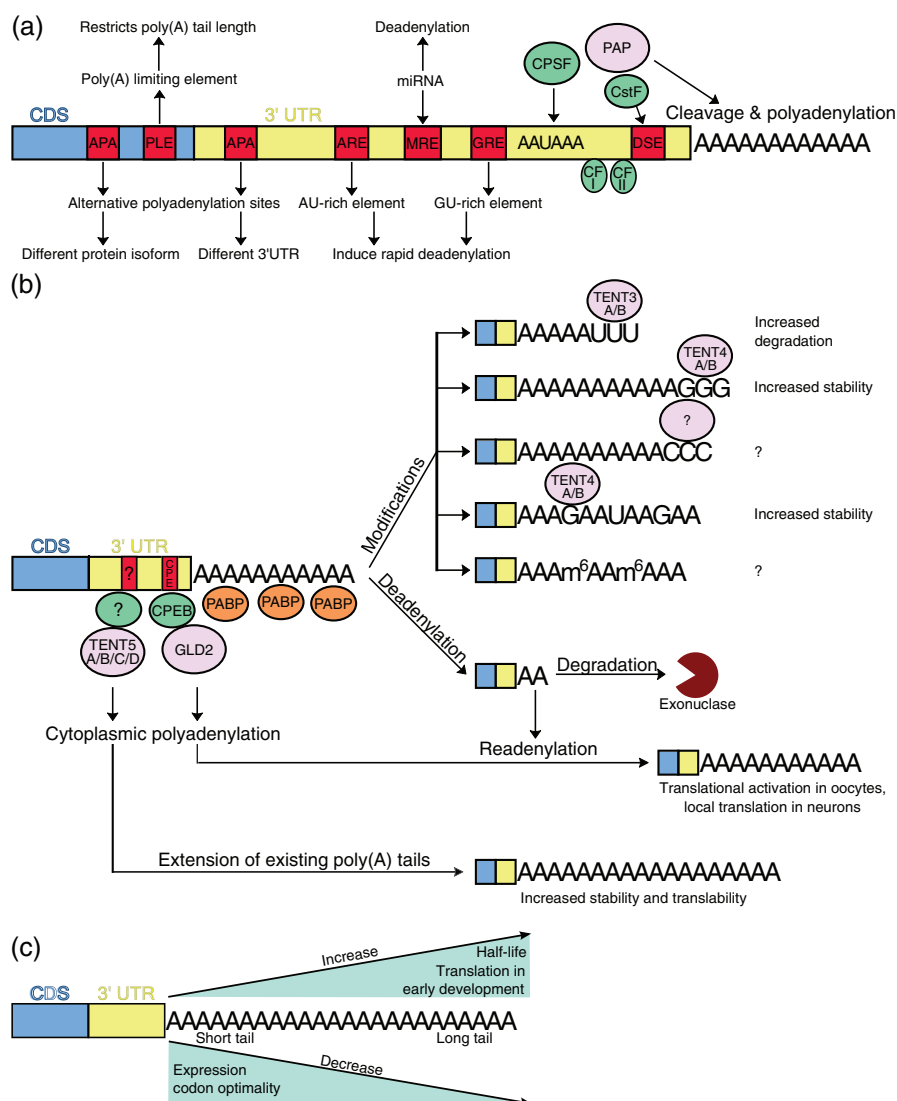 (a)
Restricts poly(A) tail length
Deadenylation
Poly(A) limiting element
miRNA
CPSF
PAP
CstF
Cleavage & polyadenylation
CDS
3' UTR
APA
PLE
APA
ARE
MRE
GRE
AAUAAA
DSE
AAAAAAAAAAAA
CF
I
CF
II
Alternative polyadenylation sites
AU-rich element
GU-rich element
Different protein isoform
Different 3'UTR
Induce rapid deadenylation
(b)
TENT3
A/B
AAAAAUUU
Increased
degradation
TENT4
A/B
AAAAAAAAAAAGGG
Increased stability
?
AAAAAAAAAACCC
?
TENT4
A/B
AAAGAAUAAGAA
Increased stability
AAAm6AAm6AAA
?
Modifications
CDS
3' UTR
?
CPE
AAAAAAAAAAA
?
CPEB
PABP
PABP
PABP
TENT5
A/B/C/D
GLD2
Deadenylation
AA
Degradation
Exonuclease
Cytoplasmic polyadenylation
Readenylation
AAAAAAAAAAA
Translational activation in oocytes,
local translation in neurons
Extension of existing poly(A) tails
AAAAAAAAAAAAAAAAAA
Increased stability and translability
(c)
Increase
Half-life
Translation in
early development
CDS
3' UTR
AAAAAAAAAAAAAAAAAAAAAAAA
Short tail
Long tail
Decrease
Expression
codon optimality